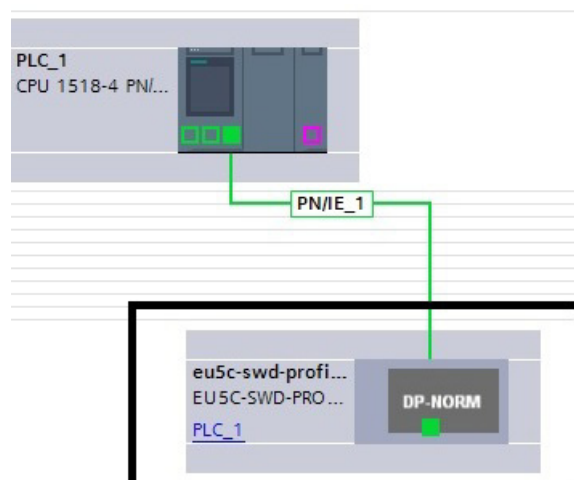 PLC_1
CPU 1518-4 PN/...
PN/IE_1
eu5c-swd-profi...
EU5C-SWD-PRO...
DP-NORM
PLC_1